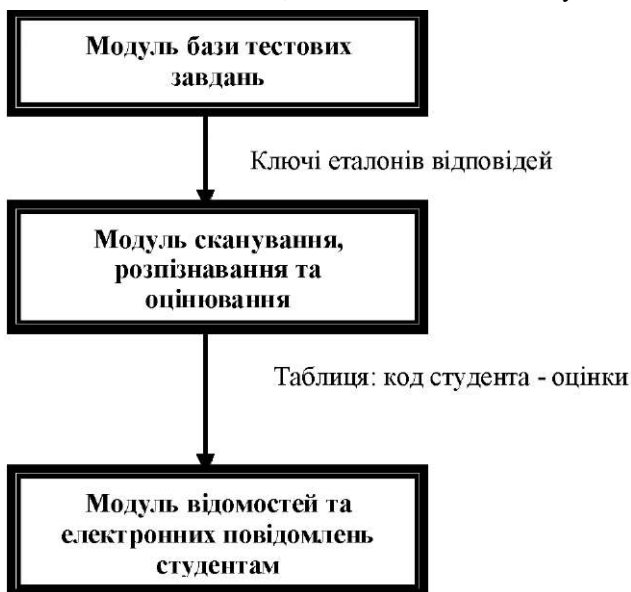 Модуль бази тестових
завдань
Ключі еталонів відповідей
Модуль сканування,
розпізнавання та
оцінювання
Таблиця: код студента - оцінки
Модуль відомостей та
електронних повідомлень
студентам